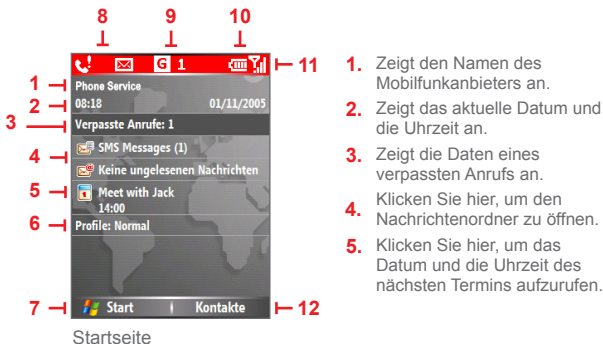 8 9 10
G 1 11
1 Phone Service
2 08:18 01/11/2005
3 Verpasste Anrufe: 1
4 SMS Messages (1)
Keine ungelesenen Nachrichten
5 Meet with Jack
14:00
6 Profile: Normal
7 Start Kontakte 12
Startseite
1. Zeigt den Namen des
Mobilfunkanbieters an.
2. Zeigt das aktuelle Datum und
die Uhrzeit an.
3. Zeigt die Daten eines
verpassten Anrufs an.
4. Klicken Sie hier, um den
Nachrichtenordner zu öffnen.
5. Klicken Sie hier, um das
Datum und die Uhrzeit des
nächsten Termins aufzurufen.